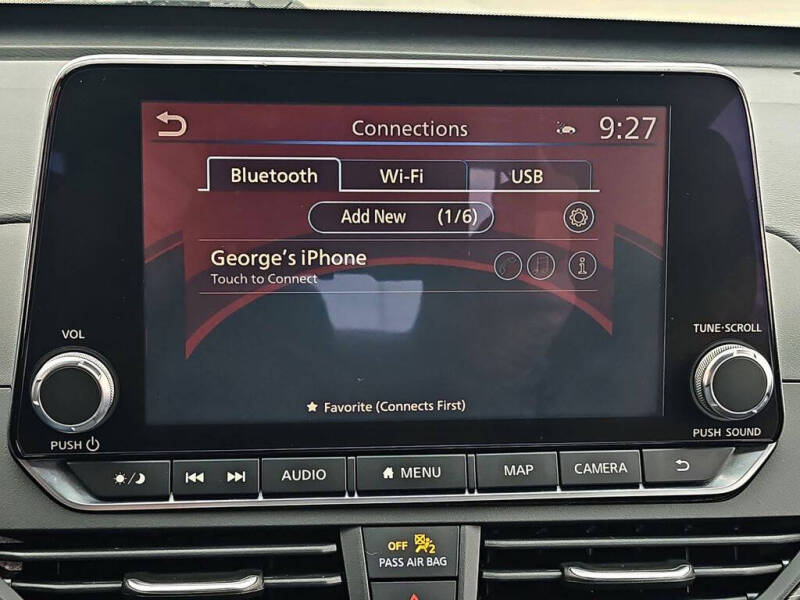 Connections 9:27
Bluetooth Wi-Fi USB
Add New (1/6)
George's iPhone
Touch to Connect
★ Favorite (Connects First)
VOL
PUSH
TUNE·SCROLL
PUSH SOUND
AUDIO MENU MAP CAMERA
OFF 2
PASS AIR BAG